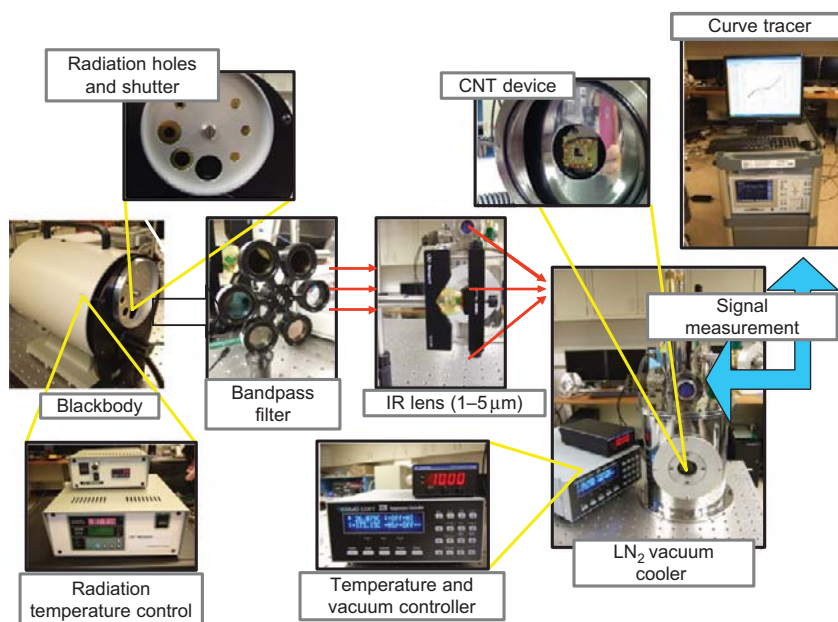 Curve tracer
Radiation holes
and shutter
CNT device
Signal
measurement
Blackbody
Bandpass
filter
IR lens (1–5 μm)
1000
Radiation
temperature control
Temperature and
vacuum controller
LN₂ vacuum
cooler